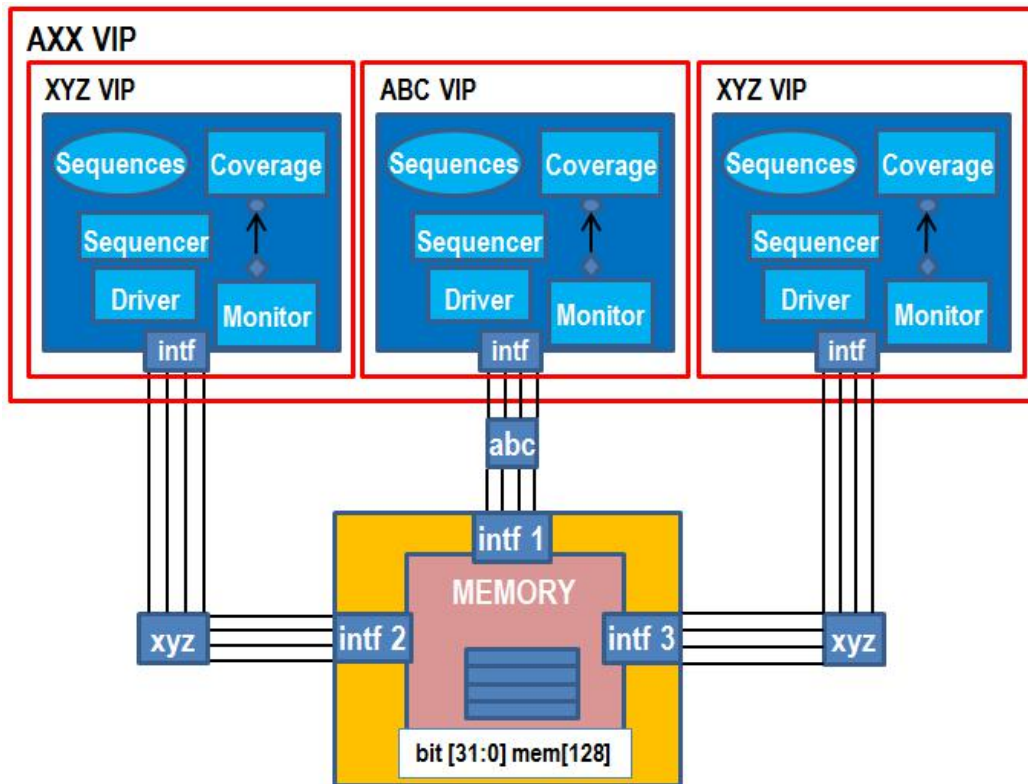 AXX VIP
XYZ VIP
ABC VIP
XYZ VIP
Sequences
Coverage
Sequencer
Driver
Monitor
intf
Sequences
Coverage
Sequencer
Driver
Monitor
intf
Sequences
Coverage
Sequencer
Driver
Monitor
intf
abc
intf 1
MEMORY
xyz
intf 2
intf 3
xyz
bit [31:0] mem[128]